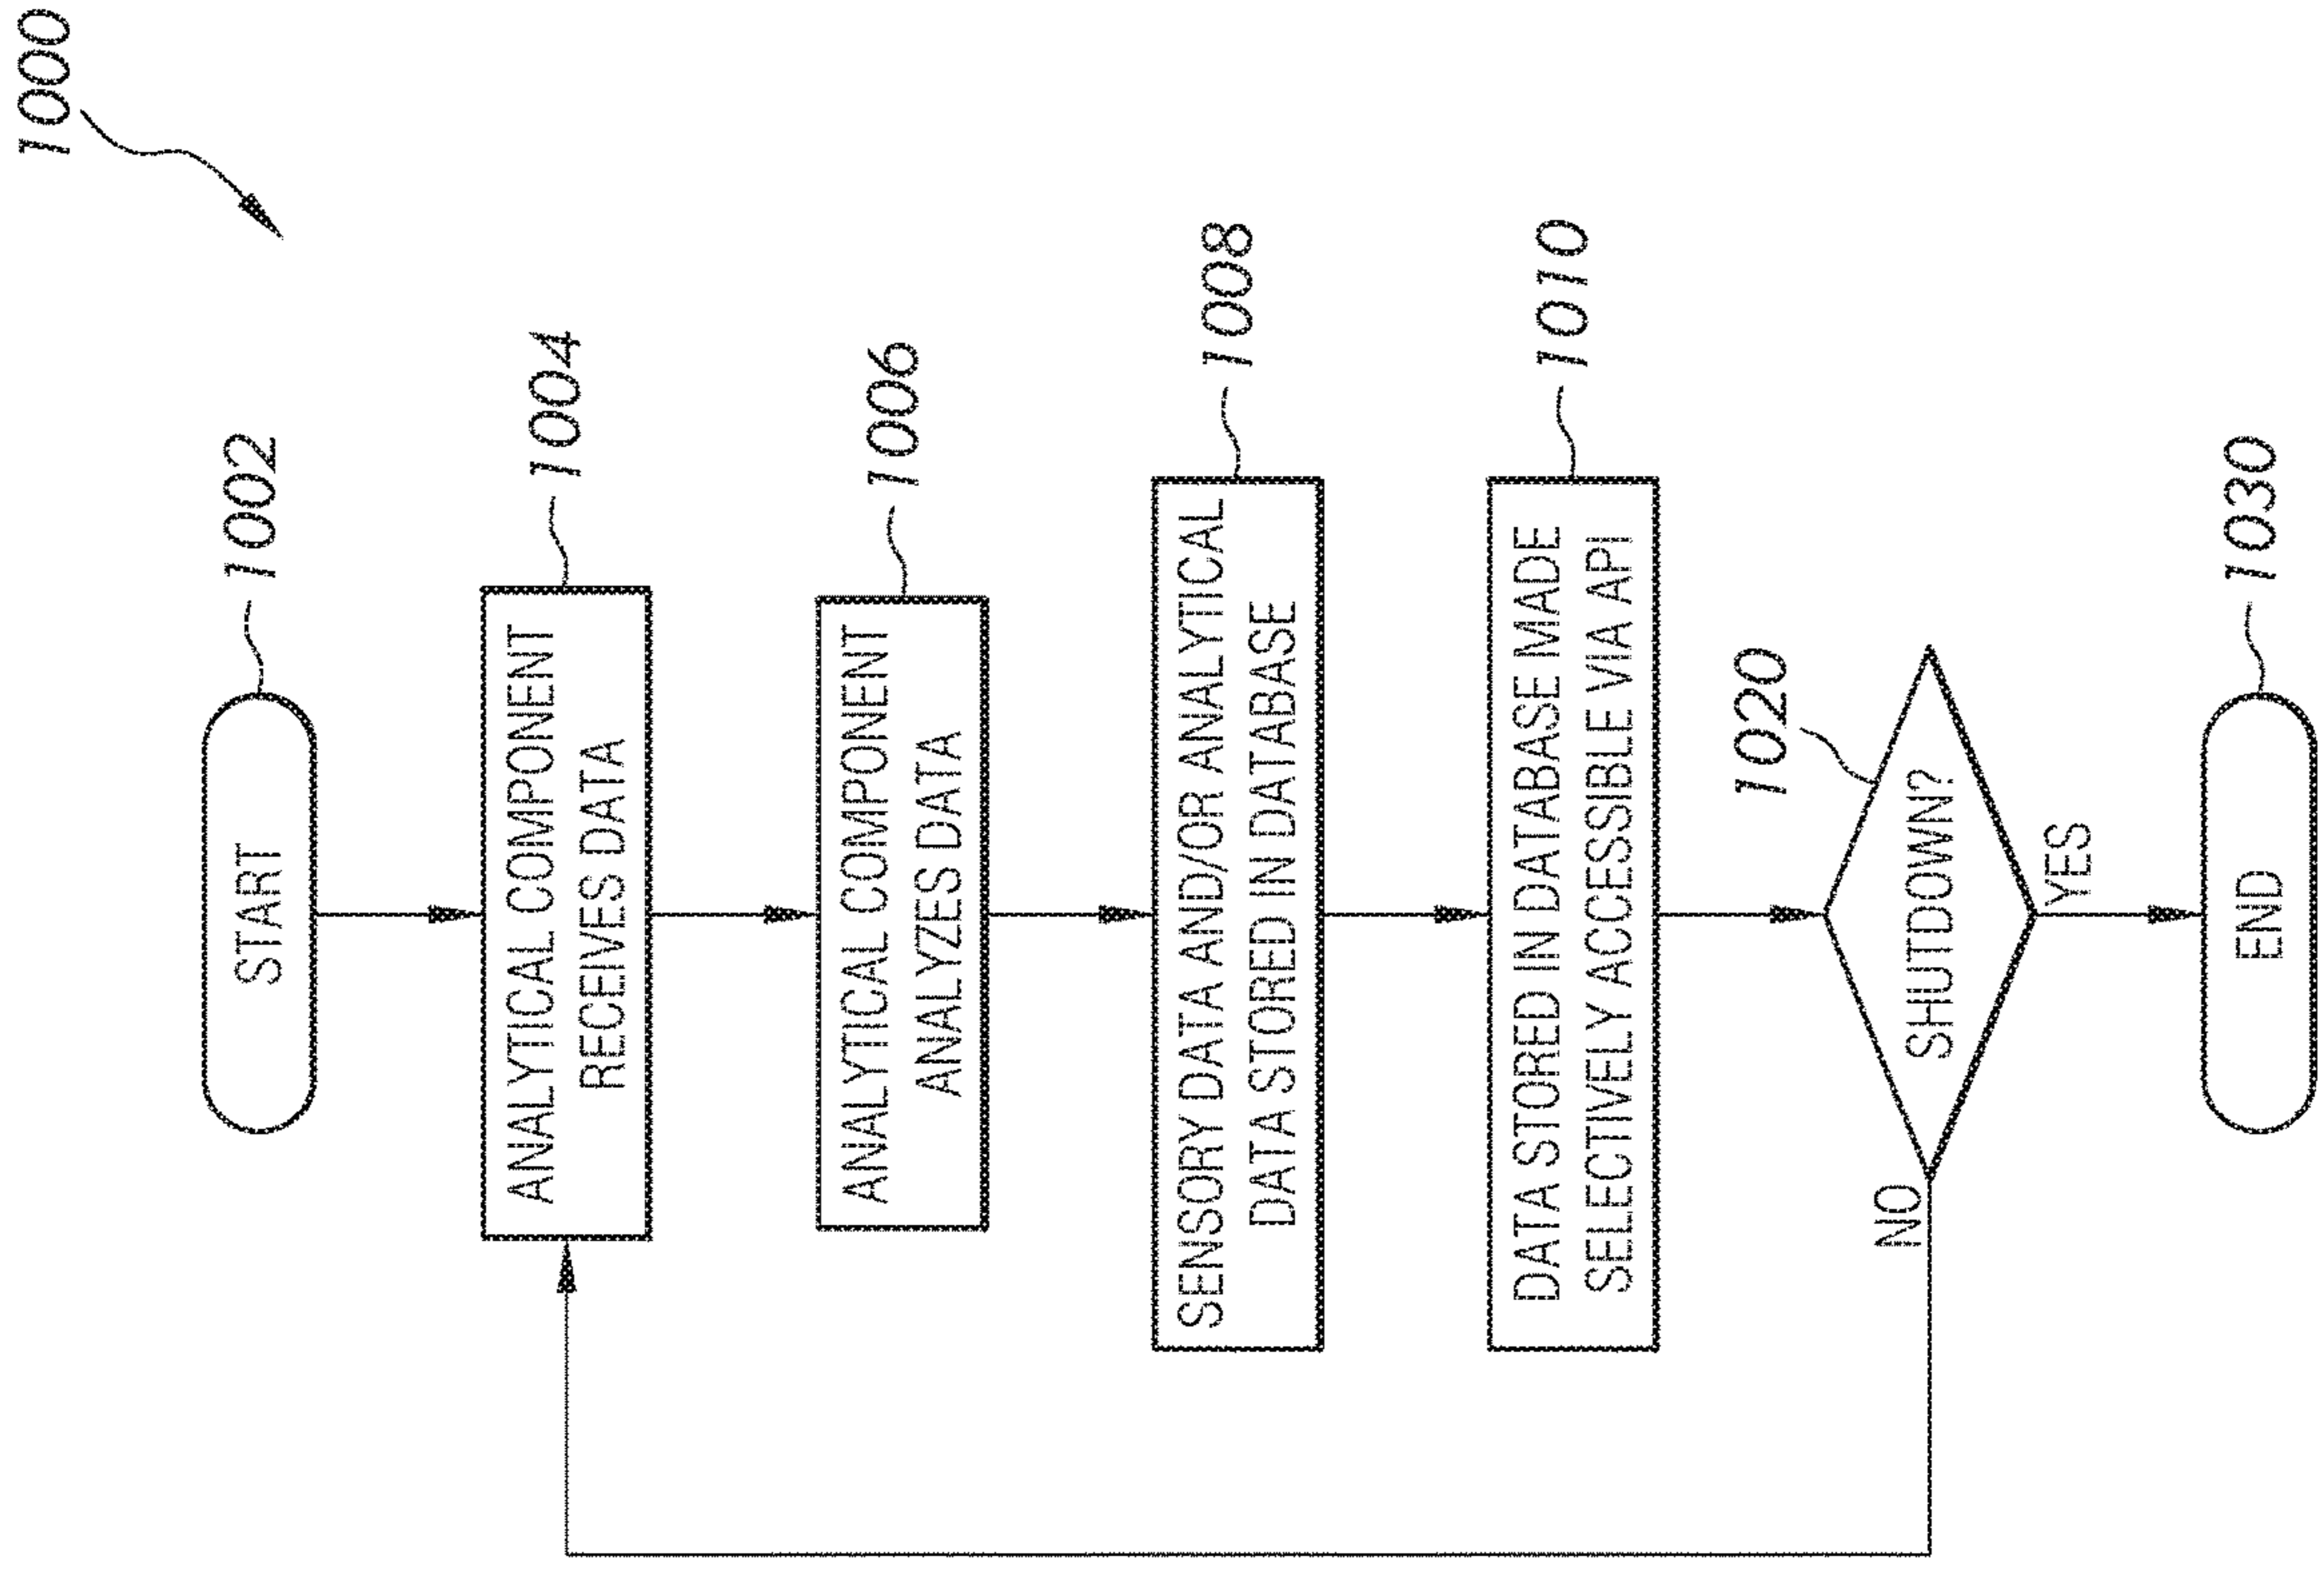 1000
START
1002
ANALYTICAL COMPONENT
RECEIVES DATA
1004
ANALYTICAL COMPONENT
ANALYZES DATA
1006
SENSORY DATA AND/OR ANALYTICAL
DATA STORED IN DATABASE
1008
DATA STORED IN DATABASE MADE
SELECTIVELY ACCESSIBLE VIA API
1010
1020
SHUTDOWN?
NO
YES
END
1030